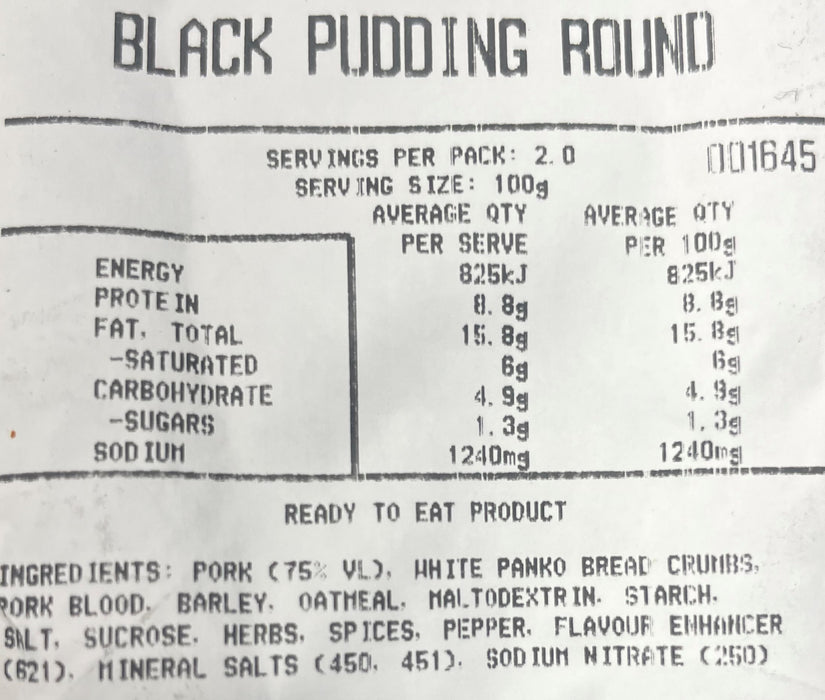 BLACK PUDDING ROUND
SERVINGS PER PACK: 2.0
001645
SERVING SIZE: 100g
AVERAGE QTY AVERAGE QTY
PER SERVE PER 100g
ENERGY 825kJ 825kJ
PROTEIN 8.8g 8.8g
FAT, TOTAL 15.8g 15.8g
-SATURATED 6g 6g
CARBOHYDRATE 4.9g 4.9g
-SUGARS 1.3g 1.3g
SODIUM 1240mg 1240mg
READY TO EAT PRODUCT
INGREDIENTS: PORK (75% VL), WHITE PANKO BREAD CRUMBS,
PORK BLOOD, BARLEY, OATMEAL, MALTODEXTRIN, STARCH,
SALT, SUCROSE, HERBS, SPICES, PEPPER, FLAVOUR ENHANCER
(621), MINERAL SALTS (450, 451), SODIUM NITRATE (250)